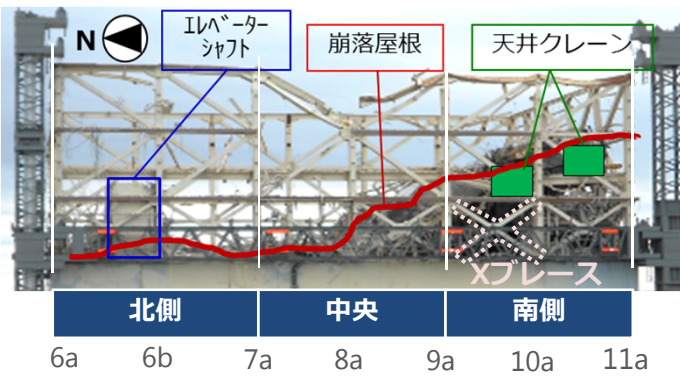 N
ｴﾚﾍﾞｰﾀｰ
ｼｬﾌﾄ
崩落屋根
天井クレーン
Xブレース
北側
中央
南側
6a
6b
7a
8a
9a
10a
11a